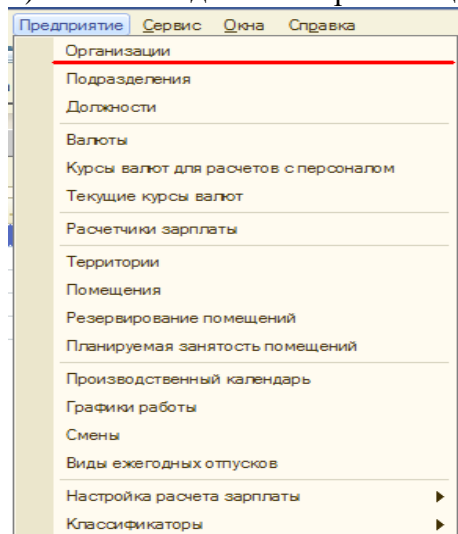 Предприятие Сервис Окна Справка
Организации
Подразделения
Должности
Валюты
Курсы валют для расчетов с персоналом
Текущие курсы валют
Расчетчики зарплаты
Территории
Помещения
Резервирование помещений
Планируемая занятость помещений
Производственный календарь
Графики работы
Смены
Виды ежегодных отпусков
Настройка расчета зарплаты
Классификаторы